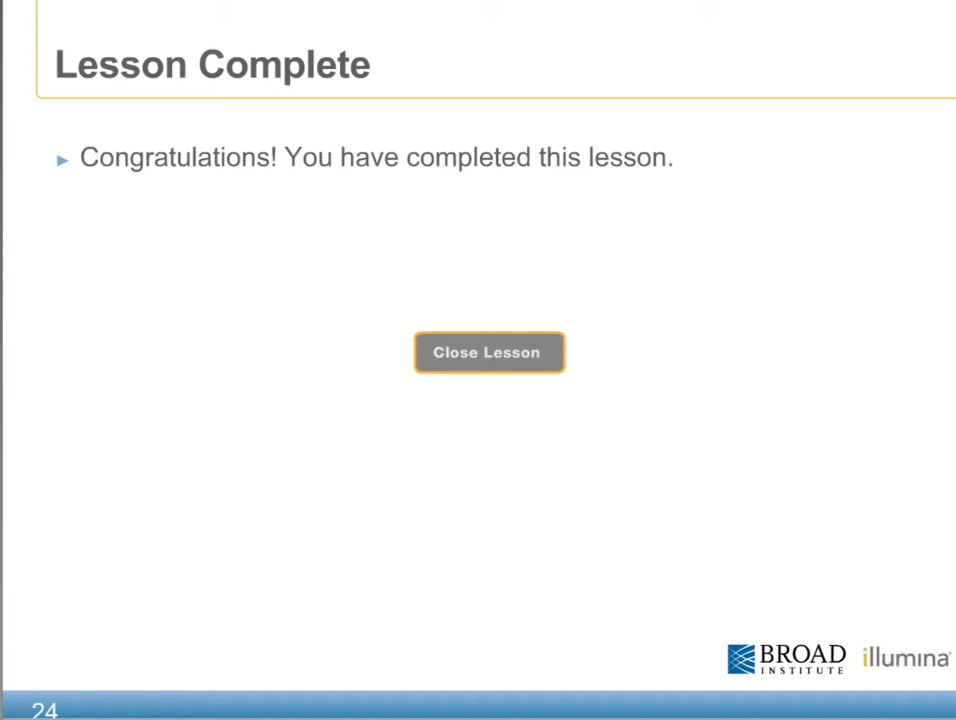 Lesson Complete
Congratulations! You have completed this lesson.
Close Lesson
BROAD
INSTITUTE
illumina
24